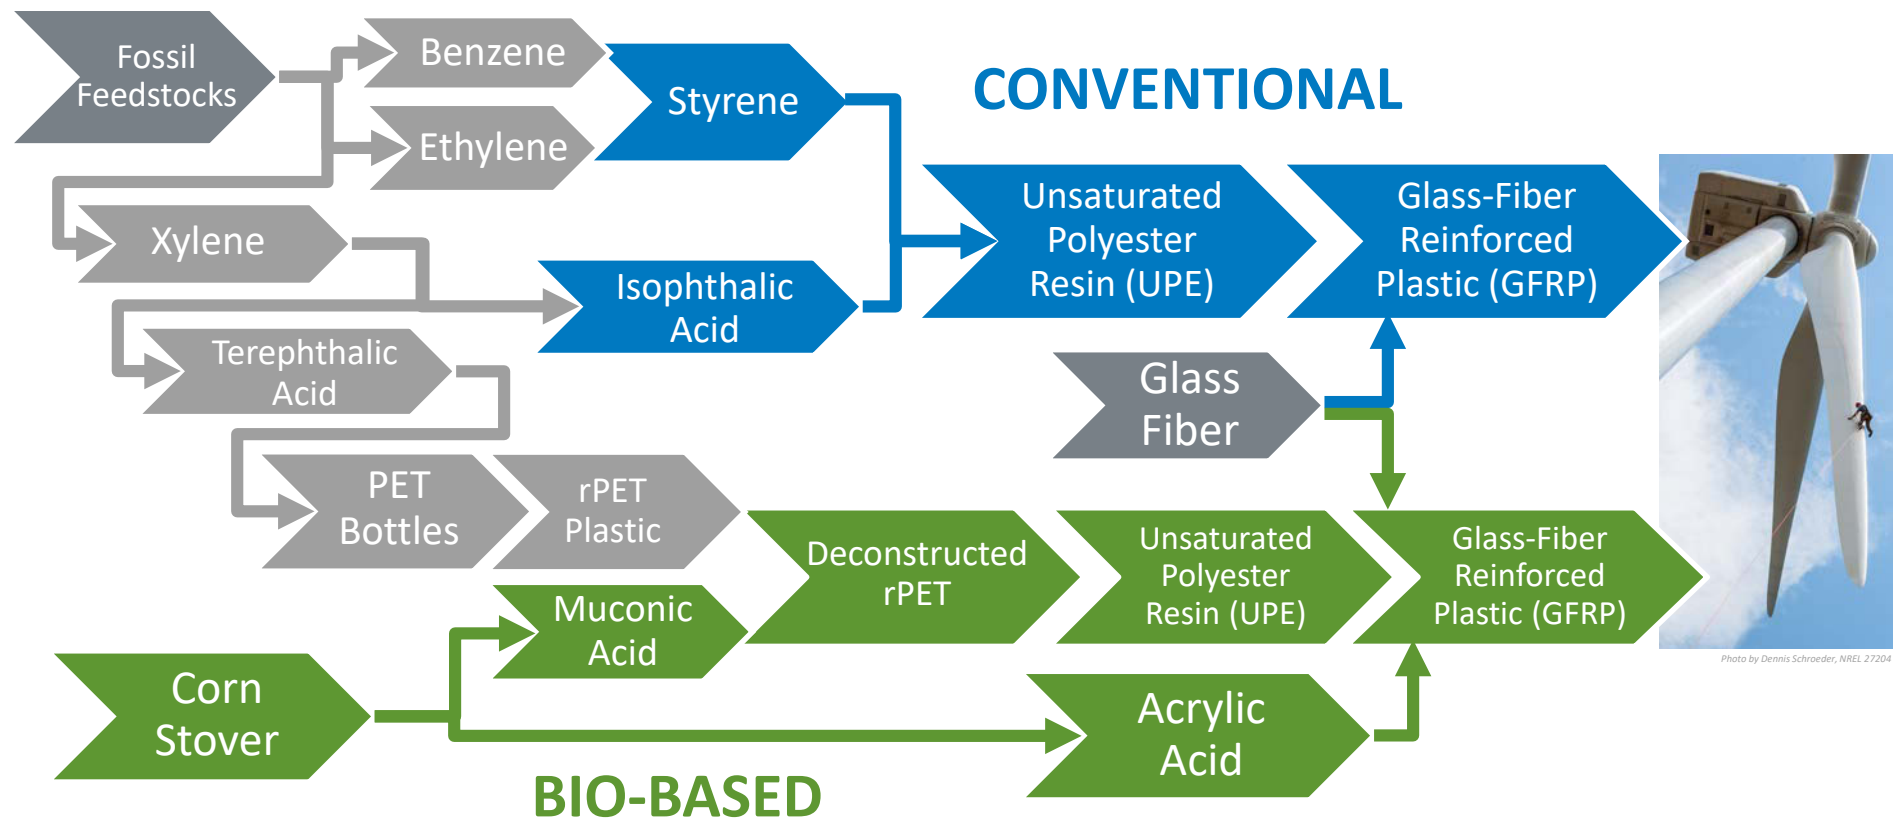 Fossil
Feedstocks
Benzene
Ethylene
Styrene
CONVENTIONAL
Xylene
Isophthalic
Acid
Unsaturated
Polyester
Resin (UPE)
Glass-Fiber
Reinforced
Plastic (GFRP)
Terephthalic
Acid
Glass
Fiber
PET
Bottles
rPET
Plastic
Deconstructed
rPET
Unsaturated
Polyester
Resin (UPE)
Glass-Fiber
Reinforced
Plastic (GFRP)
Muconic
Acid
Photo by Dennis Schroeder, NREL 27204
Corn
Stover
Acrylic
Acid
BIO-BASED